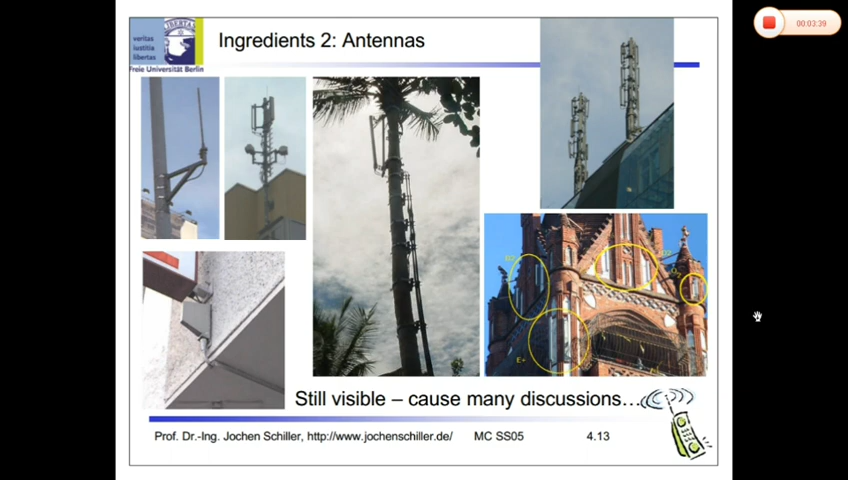 LIBERTAS
veritas
iustitia
libertas
Freie Universität Berlin
Ingredients 2: Antennas
00:03:39
E+
Still visible – cause many discussions…
Prof. Dr.-Ing. Jochen Schiller, http://www.jochenschiller.de/ MC SS05 4.13